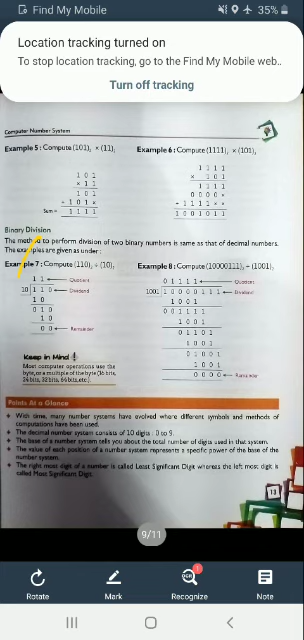 Find My Mobile
35%
Location tracking turned on
To stop location tracking, go to the Find My Mobile web..
Turn off tracking
Computer Number System
Example 5 : Compute (101)₂ × (11)₂
1 0 1
× 1 1
1 0 1
+ 1 0 1 ×
Sum = 1 1 1 1
Example 6 : Compute (1111)₂ × (101)₂
1 1 1 1
× 1 0 1
1 1 1 1
0 0 0 0 ×
+ 1 1 1 1 × ×
1 0 0 1 0 1 1
Binary Division
The method to perform division of two binary numbers is same as that of decimal numbers.
The examples are given as under :
Example 7 : Compute (110)₂ ÷ (10)₂
1 1 Quotient
10 1 1 0 Dividend
1 0
0 1 0
1 0
0 0 Remainder
Example 8 : Compute (10000111)₂ ÷ (1001)₂
0 1 1 1 1 Quotient
1001 1 0 0 0 0 1 1 1 Dividend
1 0 0 1
0 0 1 1 1 1
1 0 0 1
0 1 1 0 1
1 0 0 1
0 1 0 0 1
1 0 0 1
0 0 0 0 Remainder
Keep in Mind
Most computer operations use the
byte, or a multiple of the byte (16 bits,
24 bits, 32 bits, 64 bits, etc.).
Points At a Glance
With time, many number systems have evolved where different symbols and methods of
computations have been used.
The decimal number system consists of 10 digits : 0 to 9.
The base of a number system tells you about the total number of digits used in that system.
The value of each position of a number system represents a specific power of the base of the
number system.
The right most digit of a number is called Least Significant Digit whereas the left most digit is
called Most Significant Digit.
13
9/11
Rotate
Mark
OCR
1
Recognize
Note